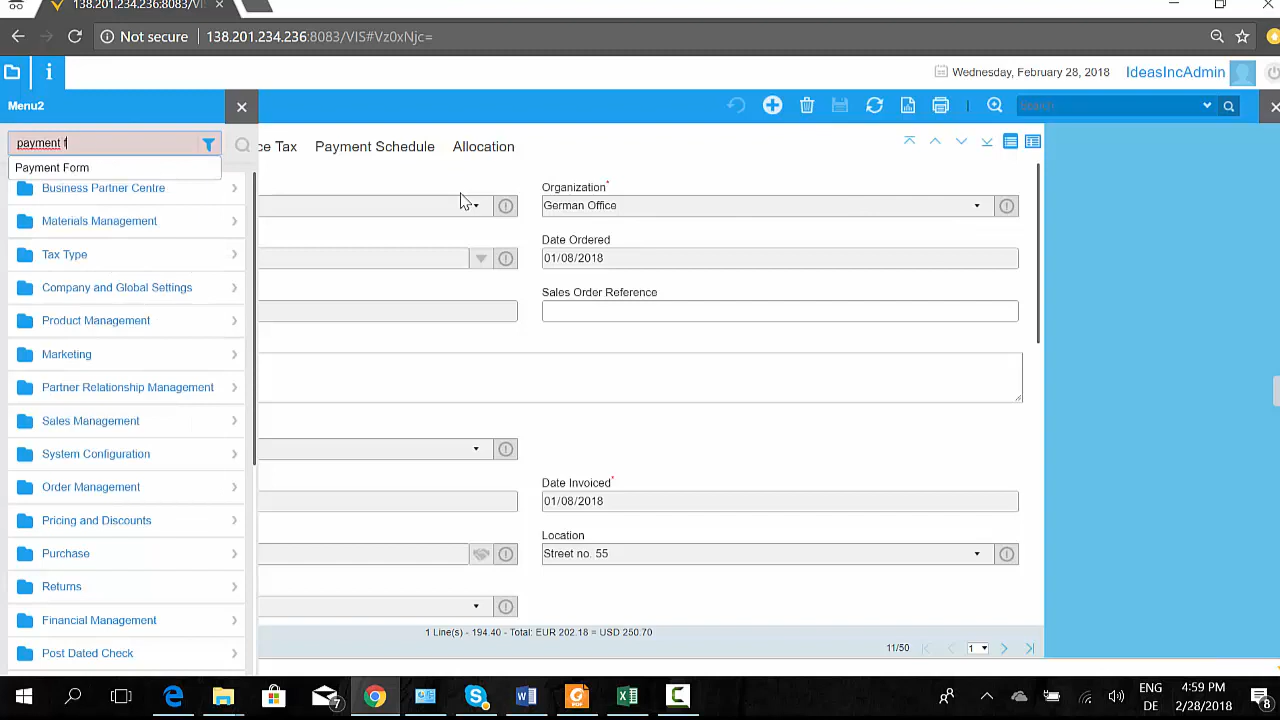 138.201.234.236:8083/VIS
Not secure
138.201.234.236:8083/VIS#Vz0xNjc=
Wednesday, February 28, 2018
IdeasIncAdmin
Menu2
Search
payment f
Payment Form
Business Partner Centre
Materials Management
Tax Type
Company and Global Settings
Product Management
Marketing
Partner Relationship Management
Sales Management
System Configuration
Order Management
Pricing and Discounts
Purchase
Returns
Financial Management
Post Dated Check
ce Tax
Payment Schedule
Allocation
Organization*
German Office
Date Ordered
01/08/2018
Sales Order Reference
Date Invoiced*
01/08/2018
Location
Street no. 55
1 Line(s) - 194.40 - Total: EUR 202.18 = USD 250.70
11/50
1
7
ENG
DE
4:59 PM
2/28/2018
8